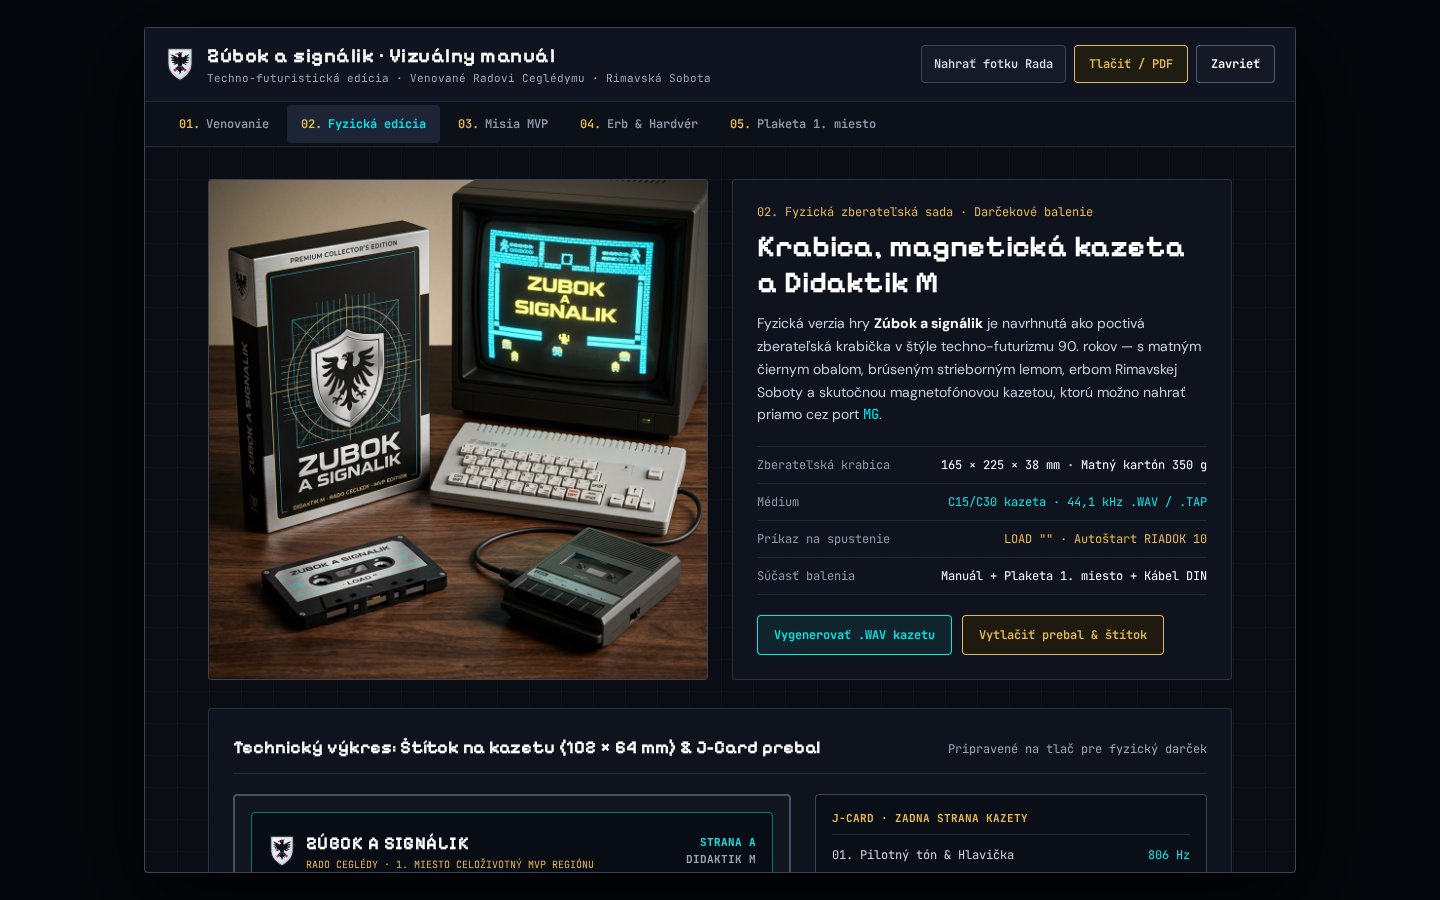 Zúbok a signálik · Vizuálny manuál
Techno-futuristická edícia · Venované Radovi Ceglédymu · Rimavská Sobota
Nahrať fotku Rada
Tlačiť / PDF
Zavrieť
01. Venovanie
02. Fyzická edícia
03. Misia MVP
04. Erb & Hardvér
05. Plaketa 1. miesto
PREMIUM COLLECTOR'S EDITION
ZUBOK
A SIGNALIK
DIDAKTIK M · RADO CEGLEDY · MVP EDITION
ZUBOK A SIGNALIK
ZUBOK
A
SIGNALIK
ZUBOK A SIGNALIK
LOAD
02. Fyzická zberateľská sada · Darčekové balenie
Krabica, magnetická kazeta
a Didaktik M
Fyzická verzia hry Zúbok a signálik je navrhnutá ako poctivá
zberateľská krabička v štýle techno-futurizmu 90. rokov — s matným
čiernym obalom, brúseným strieborným lemom, erbom Rimavskej
Soboty a skutočnou magnetofónovou kazetou, ktorú možno nahrať
priamo cez port MG.
Zberateľská krabica 165 × 225 × 38 mm · Matný kartón 350 g
Médium C15/C30 kazeta · 44,1 kHz .WAV / .TAP
Príkaz na spustenie LOAD "" · Autoštart RIADOK 10
Súčasť balenia Manuál + Plaketa 1. miesto + Kábel DIN
Vygenerovať .WAV kazetu
Vytlačiť prebal & štítok
Technický výkres: Štítok na kazetu (102 × 64 mm) & J-Card prebal
Pripravené na tlač pre fyzický darček
ZÚBOK A SIGNÁLIK
RADO CEGLÉDY · 1. MIESTO CELOŽIVOTNÝ MVP REGIÓNU
STRANA A
DIDAKTIK M
J-CARD · ZADNA STRANA KAZETY
01. Pilotný tón & Hlavička 806 Hz